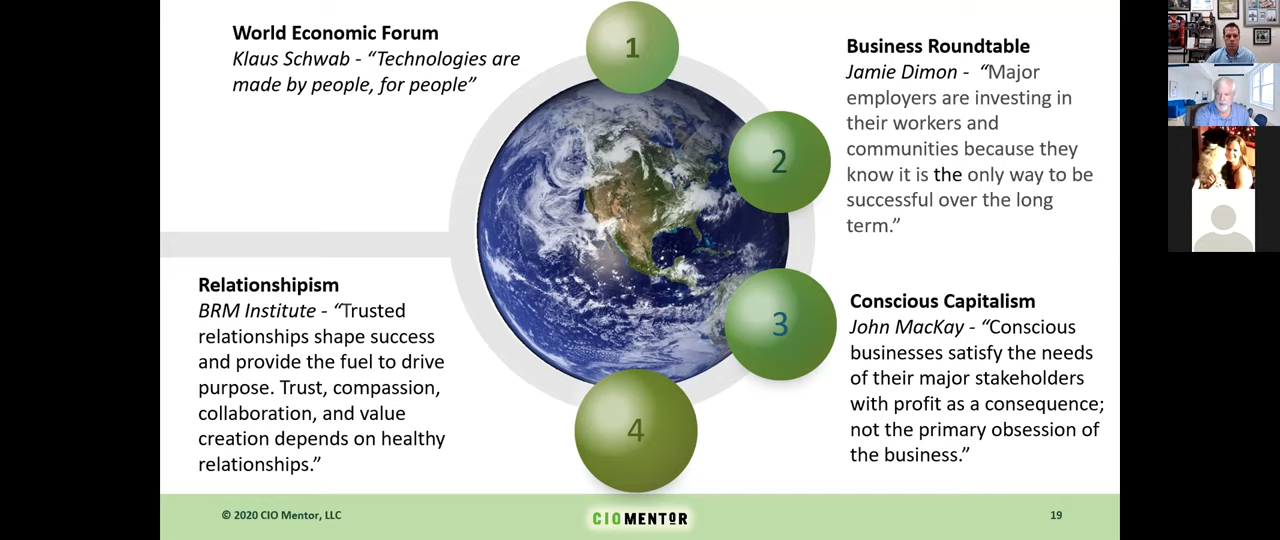 World Economic Forum
Klaus Schwab - “Technologies are
made by people, for people”
1
Business Roundtable
Jamie Dimon - “Major
employers are investing in
their workers and
communities because they
know it is the only way to be
successful over the long
term.”
2
Conscious Capitalism
John MacKay - “Conscious
businesses satisfy the needs
of their major stakeholders
with profit as a consequence;
not the primary obsession of
the business.”
3
Relationshipism
BRM Institute - “Trusted
relationships shape success
and provide the fuel to drive
purpose. Trust, compassion,
collaboration, and value
creation depends on healthy
relationships.”
4
© 2020 CIO Mentor, LLC
CIOMENTOR
19